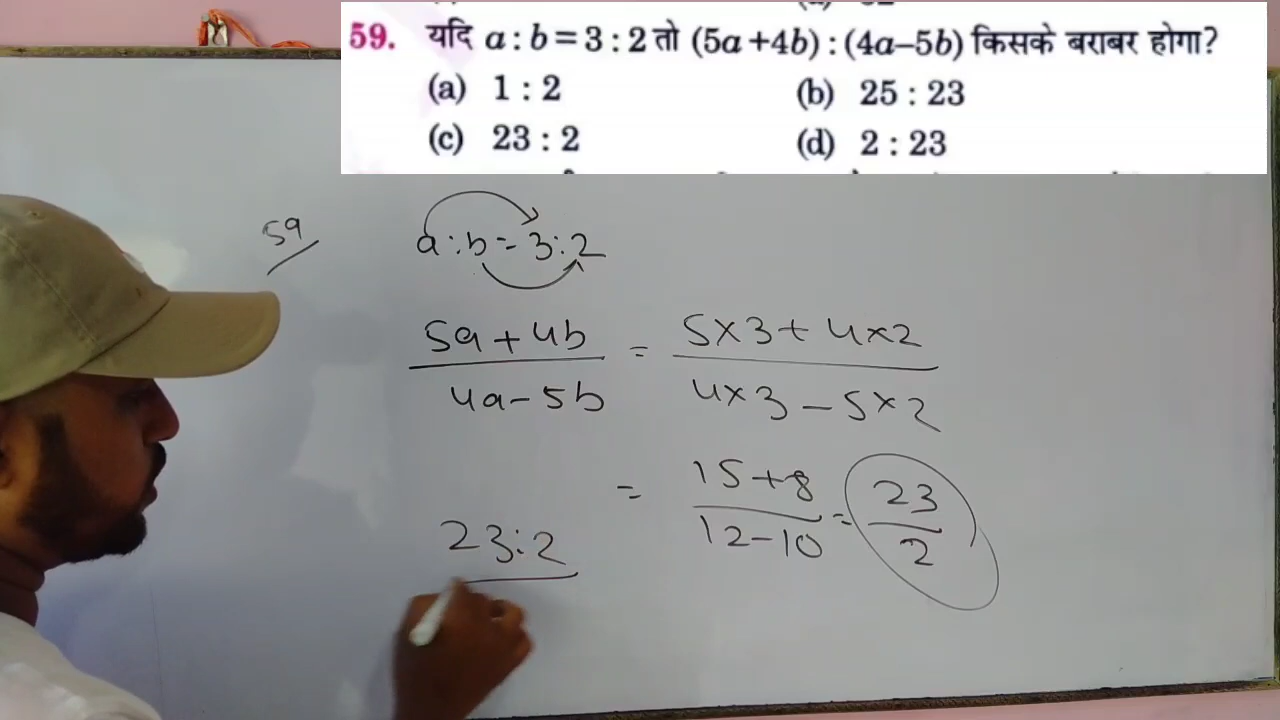 59. यदि a : b = 3 : 2 तो (5a + 4b) : (4a – 5b) किसके बराबर होगा?
(a) 1 : 2 (b) 25 : 23
(c) 23 : 2 (d) 2 : 23
59
a : b = 3 : 2
5a + 4b / 4a - 5b = 5×3 + 4×2 / 4×3 - 5×2
= 15+8 / 12-10 = 23 / 2
23:2